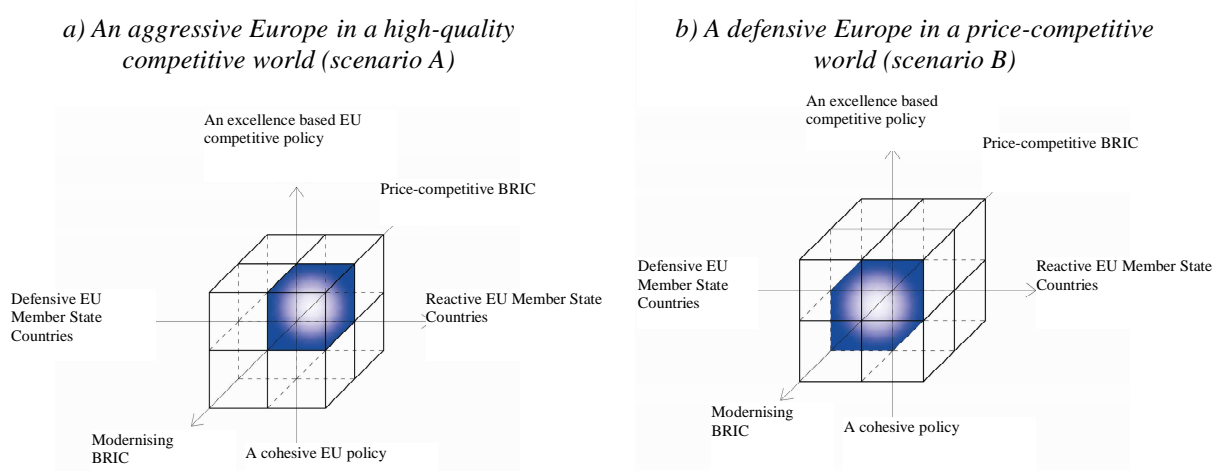 a) An aggressive Europe in a high-quality
competitive world (scenario A)
An excellence based EU
competitive policy
Price-competitive BRIC
Defensive EU
Member State
Countries
Reactive EU Member State
Countries
Modernising
BRIC
A cohesive EU policy
b) A defensive Europe in a price-competitive
world (scenario B)
An excellence based
competitive policy
Price-competitive BRIC
Defensive EU
Member State
Countries
Reactive EU Member State
Countries
Modernising
BRIC
A cohesive policy